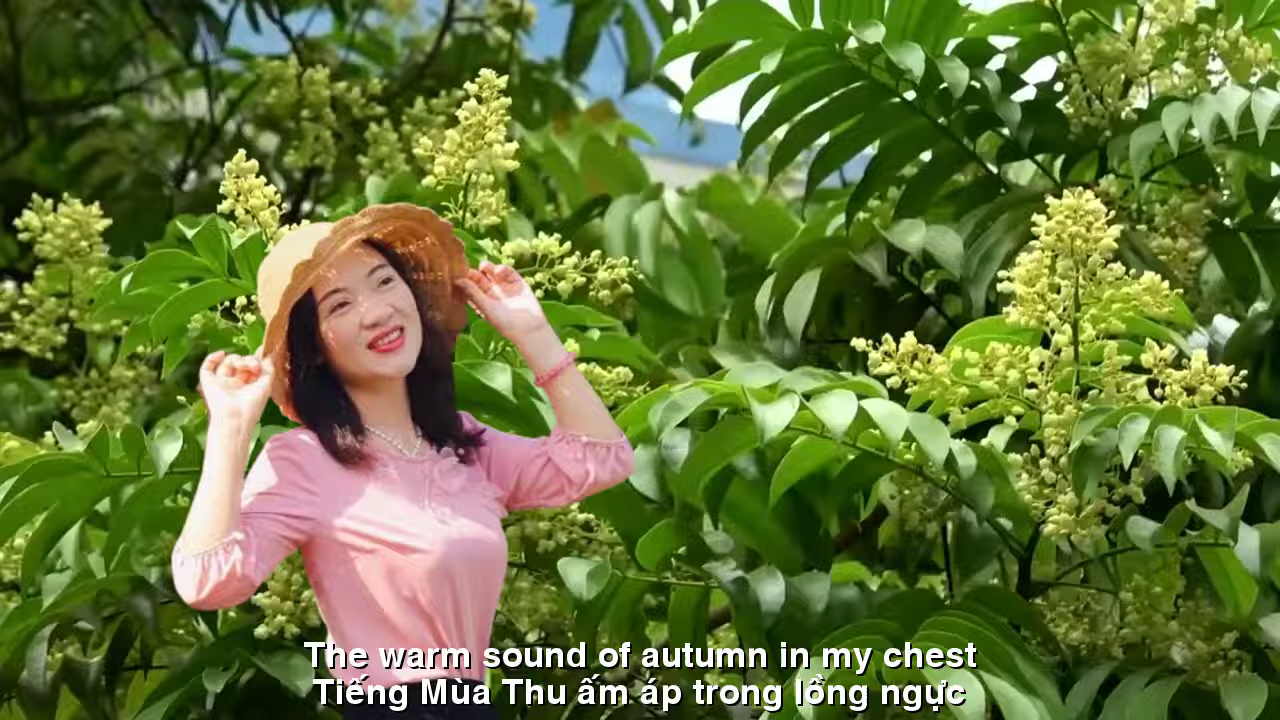 The warm sound of autumn in my chest
Tiếng Mùa Thu ấm áp trong lồng ngực